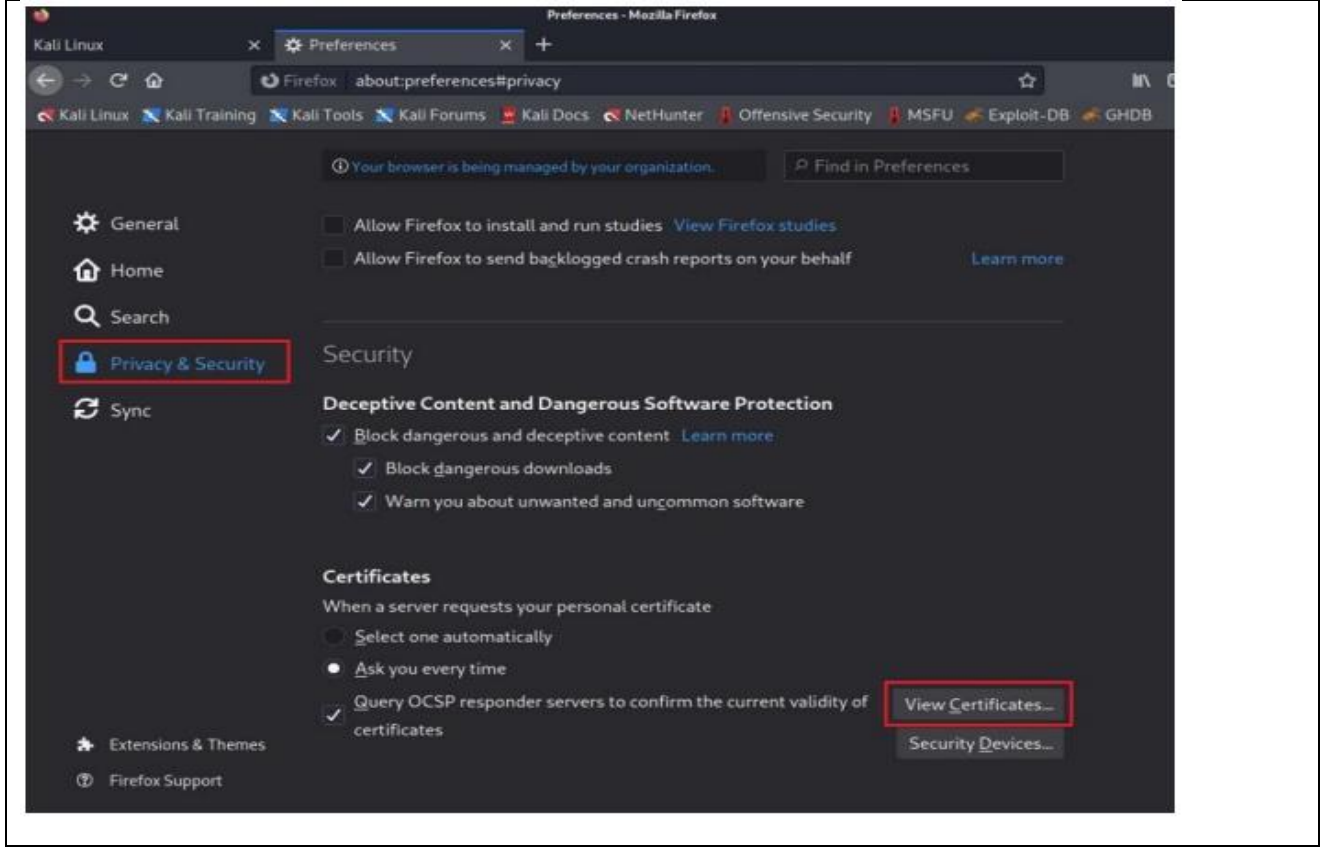 Preferences - Mozilla Firefox
Kali Linux × Preferences × +
Firefox about:preferences#privacy
Kali Linux Kali Training Kali Tools Kali Forums Kali Docs NetHunter Offensive Security MSFU Exploit-DB GHDB
Your browser is being managed by your organization. Find in Preferences
General
Home
Search
Privacy & Security
Sync
Extensions & Themes
Firefox Support
Allow Firefox to install and run studies View Firefox studies
Allow Firefox to send backlogged crash reports on your behalf Learn more
Security
Deceptive Content and Dangerous Software Protection
Block dangerous and deceptive content Learn more
Block dangerous downloads
Warn you about unwanted and uncommon software
Certificates
When a server requests your personal certificate
Select one automatically
Ask you every time
Query OCSP responder servers to confirm the current validity of
certificates
View Certificates...
Security Devices...